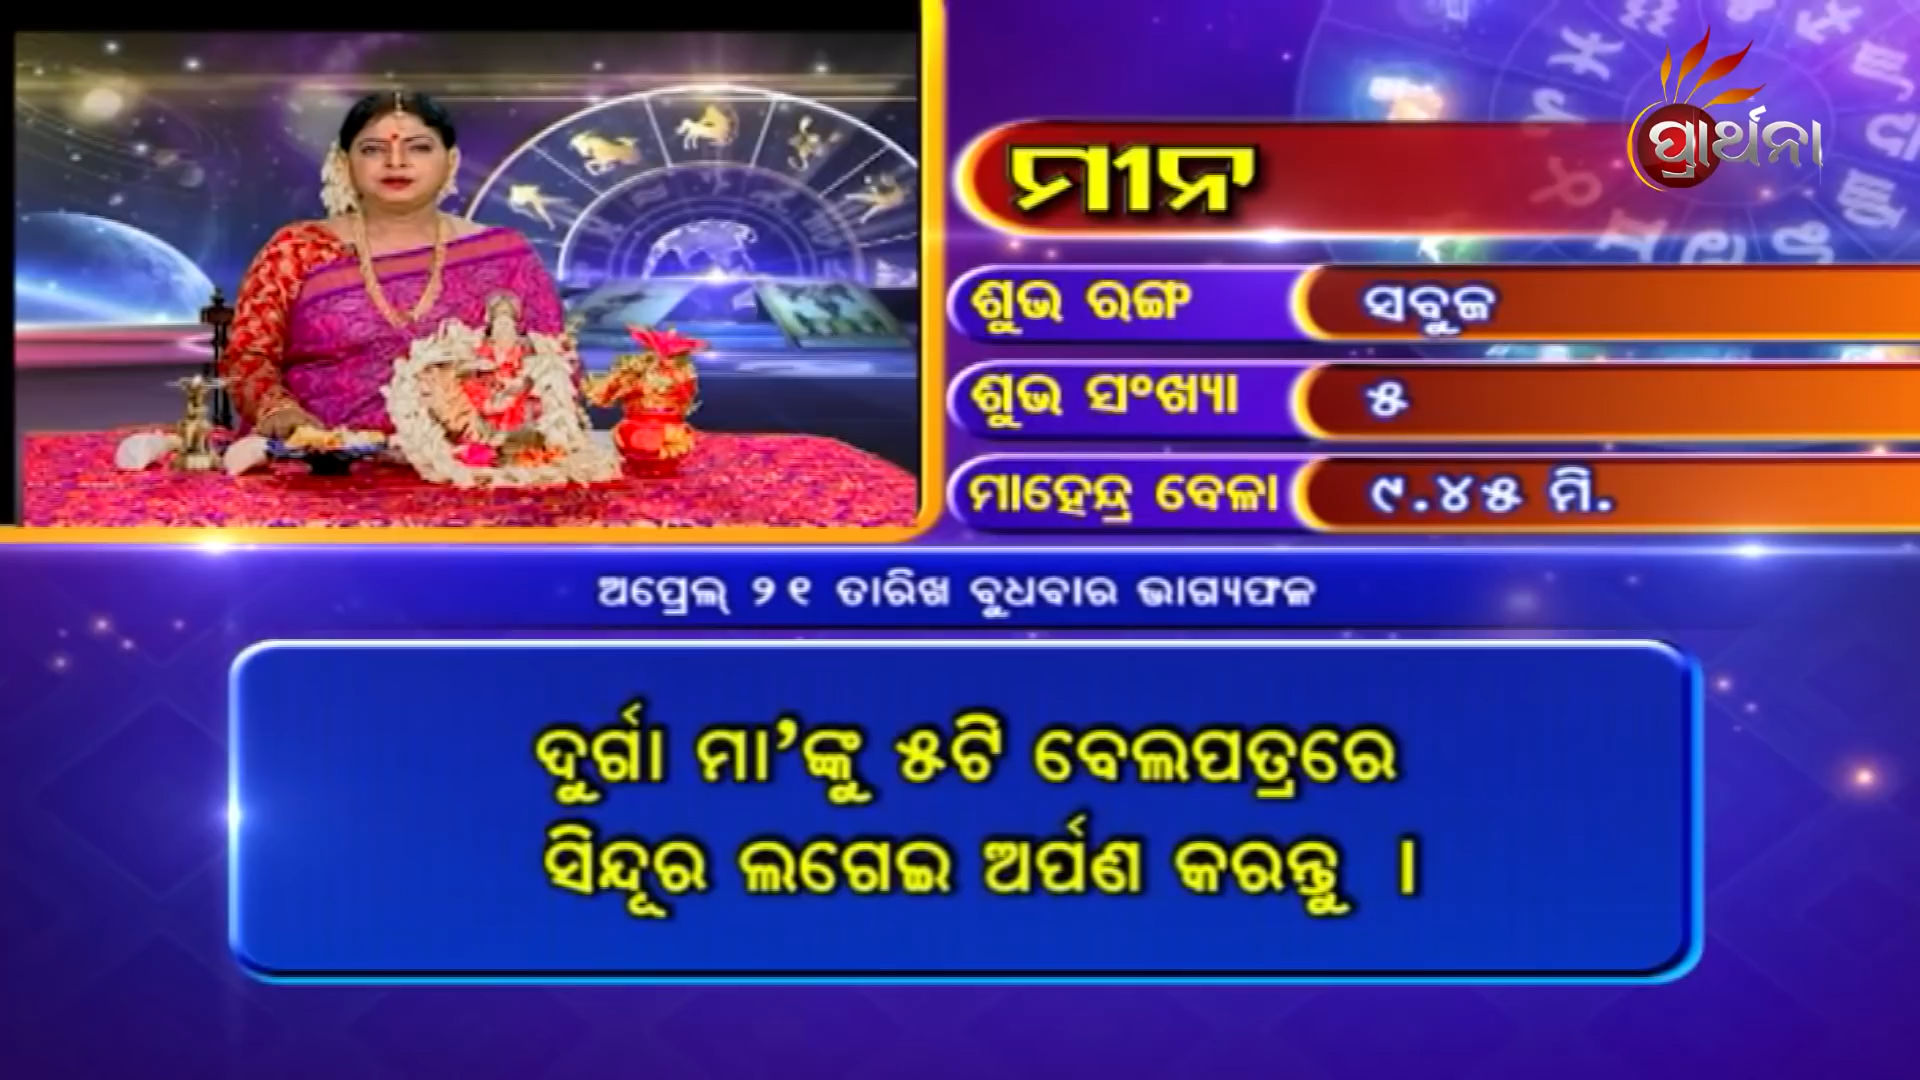 ମୀନ
ପ୍ରାର୍ଥନା
ଶୁଭ ରଙ୍ଗ ସବୁଜ
ଶୁଭ ସଂଖ୍ୟା ୫
ମାହେନ୍ଦ୍ର ବେଳା ୯.୪୫ ମି.
ଅପ୍ରେଲ୍ ୨୧ ତାରିଖ ବୁଧବାର ଭାଗ୍ୟଫଳ
ଦୁର୍ଗା ମା’ଙ୍କୁ ୫ଟି ବେଲପତ୍ରରେ
ସିନ୍ଦୂର ଲଗେଇ ଅର୍ପଣ କରନ୍ତୁ ।